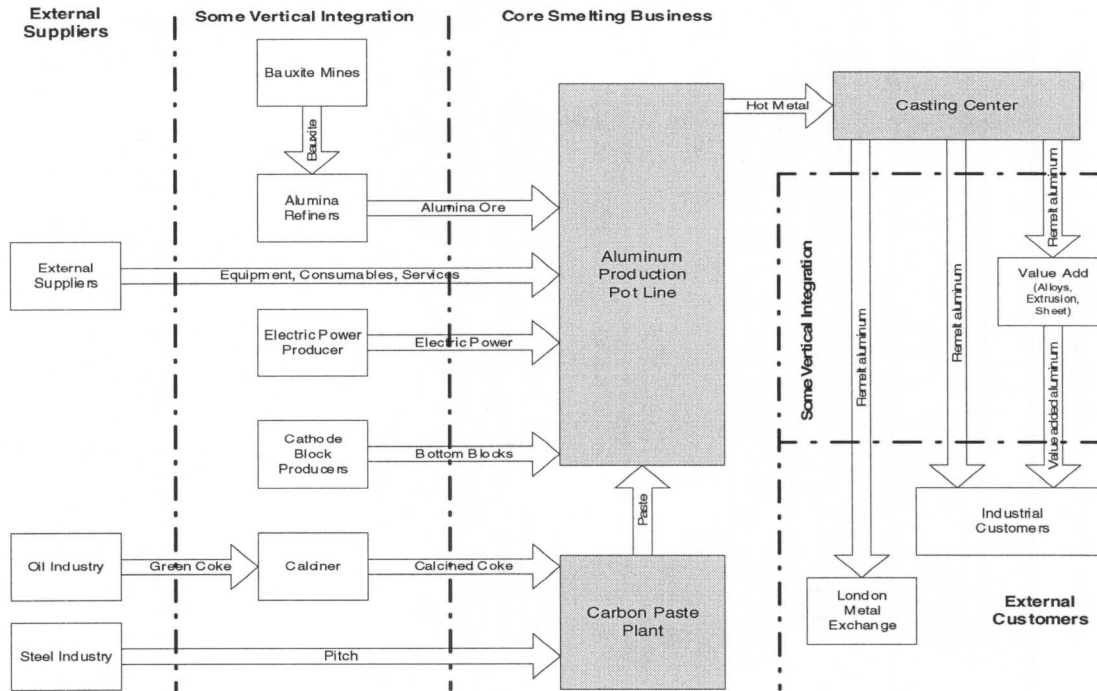 External
Suppliers
Some Vertical Integration
Core Smelting Business
Bauxite Mines
Bauxite
Alumina
Refiners
Alumina Ore
External
Suppliers
Equipment, Consumables, Services
Electric Power
Producer
Electric Power
Cathode
Block
Producers
Bottom Blocks
Oil Industry
Green Coke
Calciner
Calcined Coke
Steel Industry
Pitch
Aluminum
Production
Pot Line
Paste
Carbon Paste
Plant
Hot Metal
Casting Center
Remelt aluminum
Remelt aluminum
Remelt aluminum
Some Vertical Integration
Value Add
(Alloys,
Extrusion,
Sheet)
Value added aluminum
Industrial
Customers
London
Metal
Exchange
External
Customers